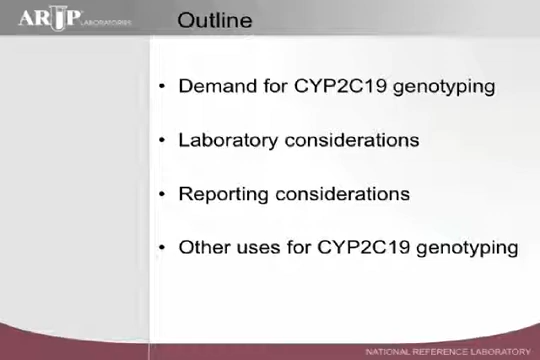 ARUP LABORATORIES
Outline
• Demand for CYP2C19 genotyping
• Laboratory considerations
• Reporting considerations
• Other uses for CYP2C19 genotyping
NATIONAL REFERENCE LABORATORY